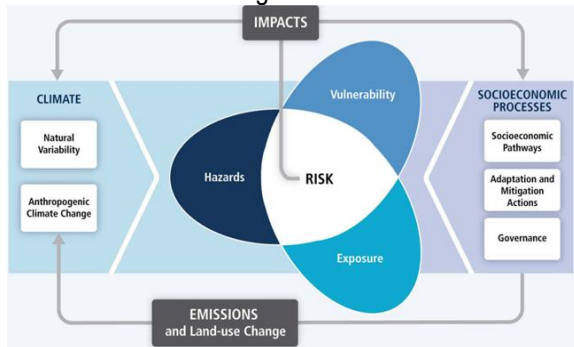 IMPACTS
CLIMATE
Natural
Variability
Anthropogenic
Climate Change
Vulnerability
Hazards
RISK
Exposure
SOCIOECONOMIC
PROCESSES
Socioeconomic
Pathways
Adaptation and
Mitigation
Actions
Governance
EMISSIONS
and Land-use Change